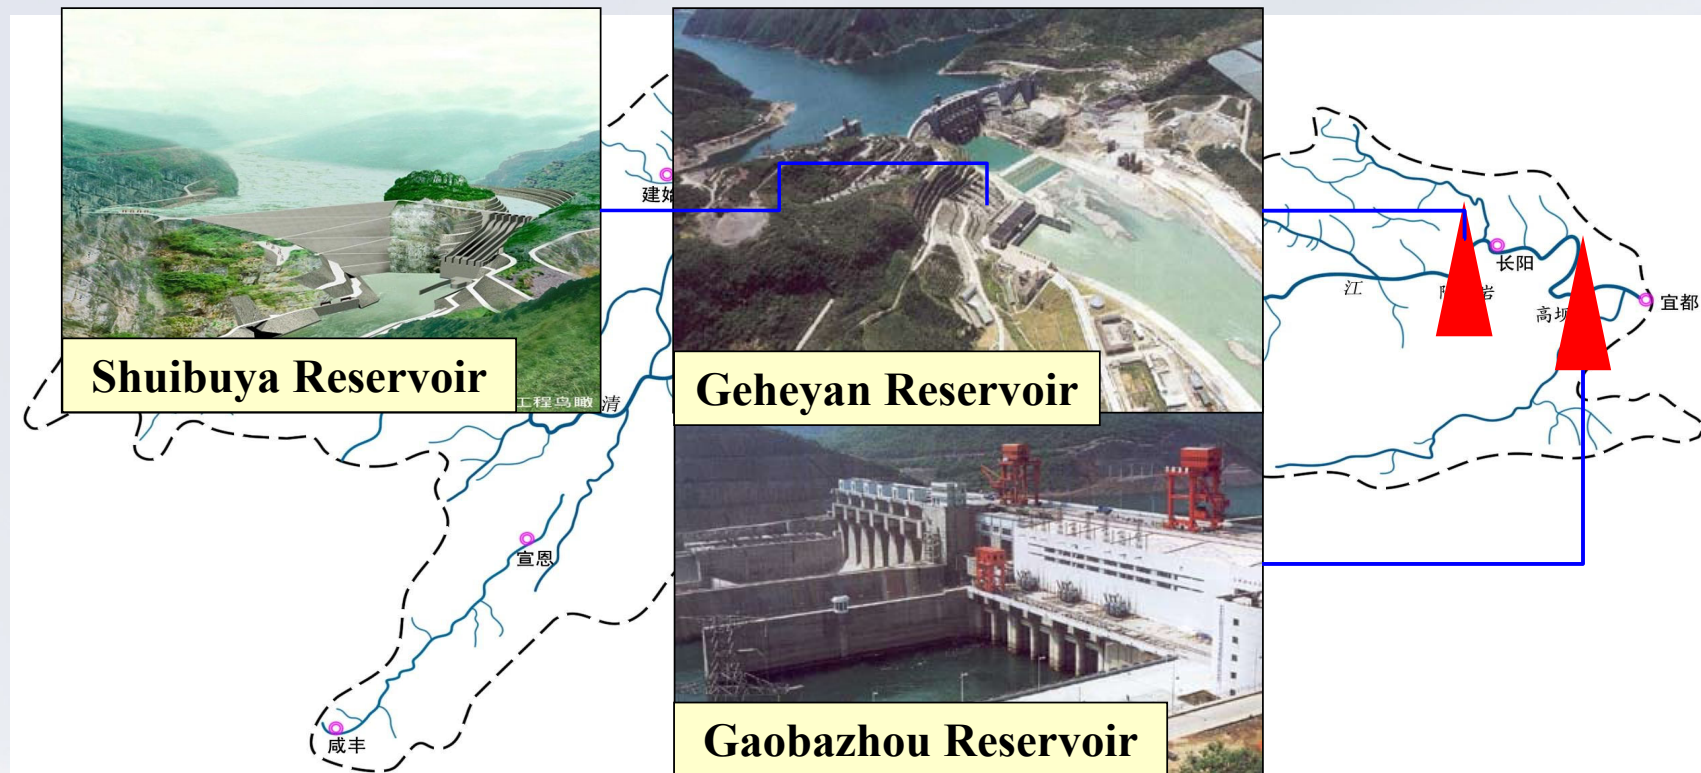 Shuibuya Reservoir
工程鸟瞰
Geheyan Reservoir
Gaobazhou Reservoir
建
清
宣恩
咸丰
长阳
江
岩
高坝
宜都